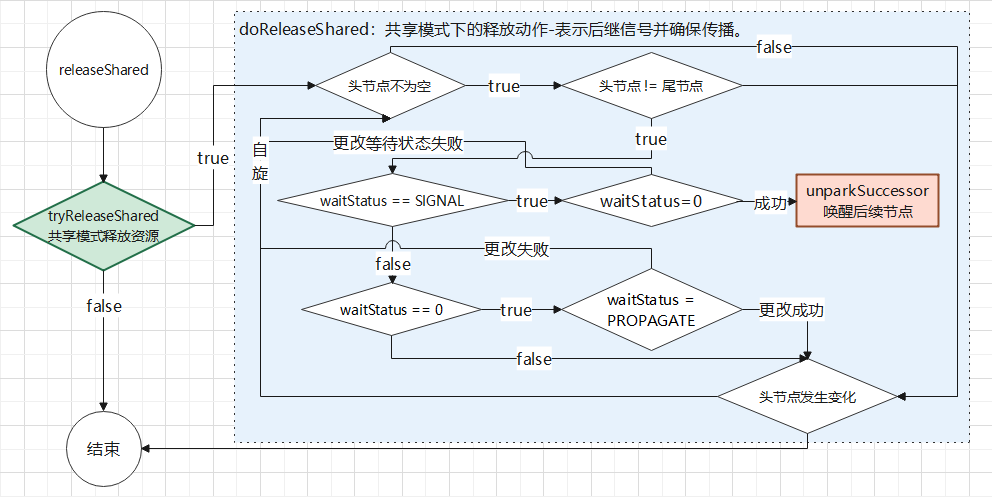 doReleaseShared：共享模式下的释放动作-表示后继信号并确保传播。
false
releaseShared
头节点不为空
true
头节点 != 尾节点
true
true
自
旋
更改等待状态失败
tryReleaseShared
共享模式释放资源
waitStatus == SIGNAL
true
waitStatus=0
成功
unparkSuccessor
唤醒后续节点
false
更改失败
false
waitStatus == 0
true
waitStatus =
PROPAGATE
更改成功
false
头节点发生变化
结束